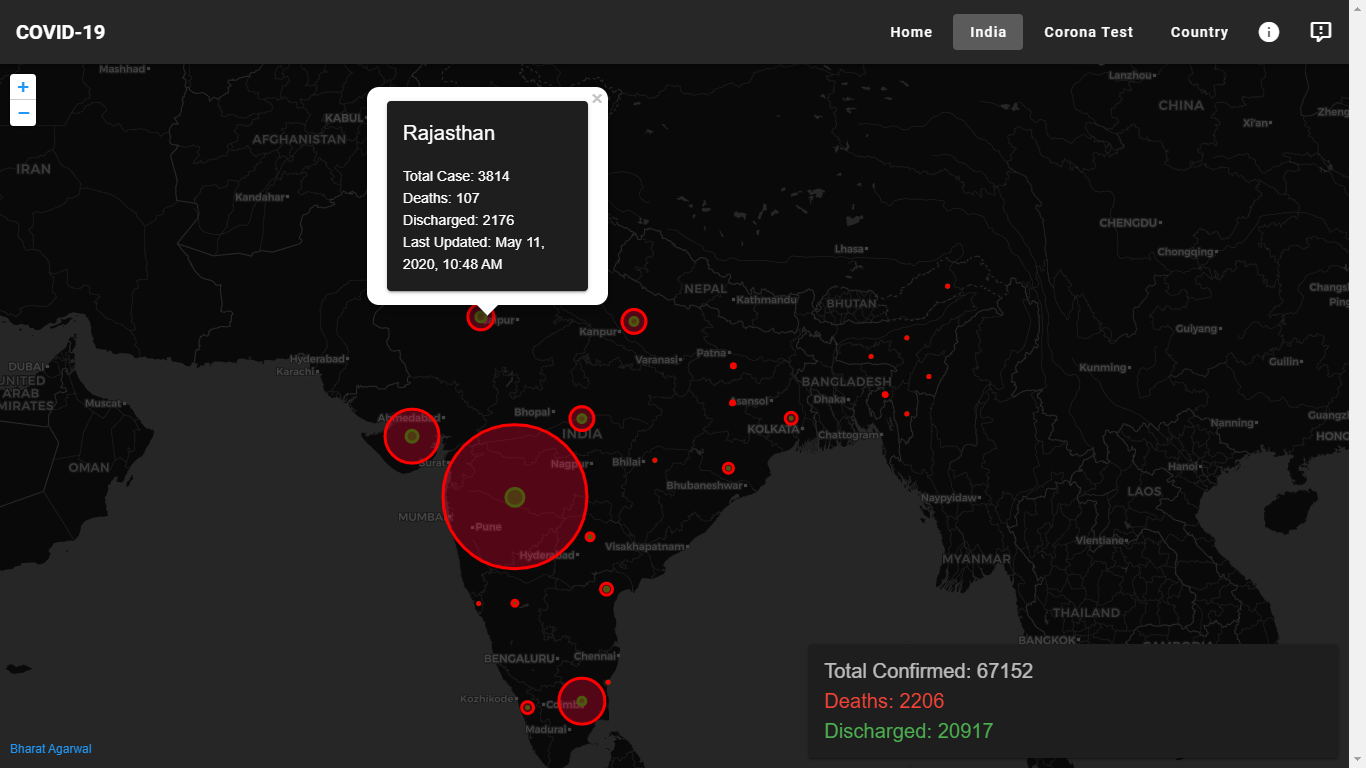 COVID-19
Home
India
Corona Test
Country
+
−
×
Rajasthan
Total Case: 3814
Deaths: 107
Discharged: 2176
Last Updated: May 11,
2020, 10:48 AM
Mashhad
KABUL
AFGHANISTAN
IRAN
Kandahar
Lanzhou
CHINA
Xi'an
Zheng
CHENGDU
Chongqing
Lhasa
NEPAL
Kathmandu
BHUTAN
Changs
Ping
Guiyang
Kanpur
Varanasi
Patna
Guilin
Kunming
Hyderabad
Karachi
DUBAI
UNITED
ARAB
MIRATES
Muscat
BANGLADESH
Dhaka
Asansol
Ahmedabad
Bhopal
INDIA
KOLKATA
Chattogram
Guangz
HONG
Nanning
Surat
Nagpur
Bhilai
Bhubaneshwar
Hanoi
LAOS
OMAN
Naypyidaw
MUMBAI
Pune
Hyderabad
Visakhapatnam
Vientiane
MYANMAR
THAILAND
BANGKOK
CAMBODIA
BENGALURU
Chennai
Kozhikode
Coimb
Madurai
Total Confirmed: 67152
Deaths: 2206
Discharged: 20917
Bharat Agarwal